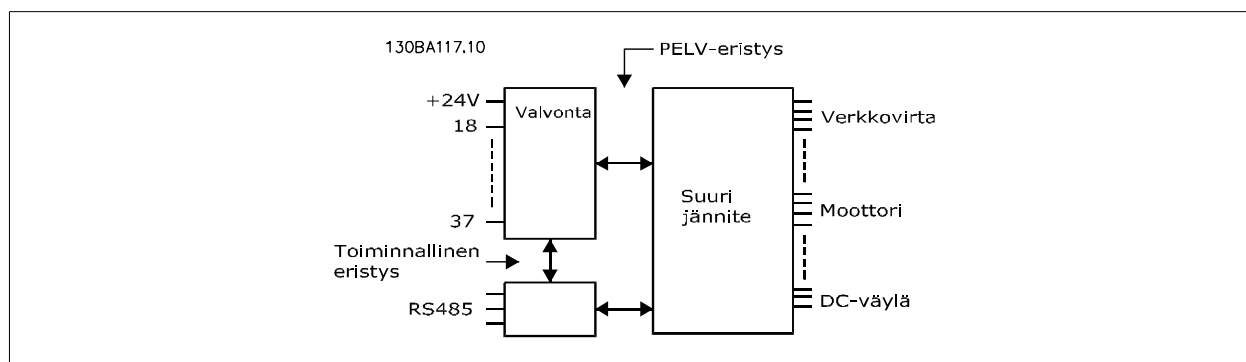 130BA117.10
PELV-eristys
+24V
18
37
Valvonta
Suuri
jännite
Verkkovirta
Moottori
DC-väylä
Toiminnallinen
eristys
RS485